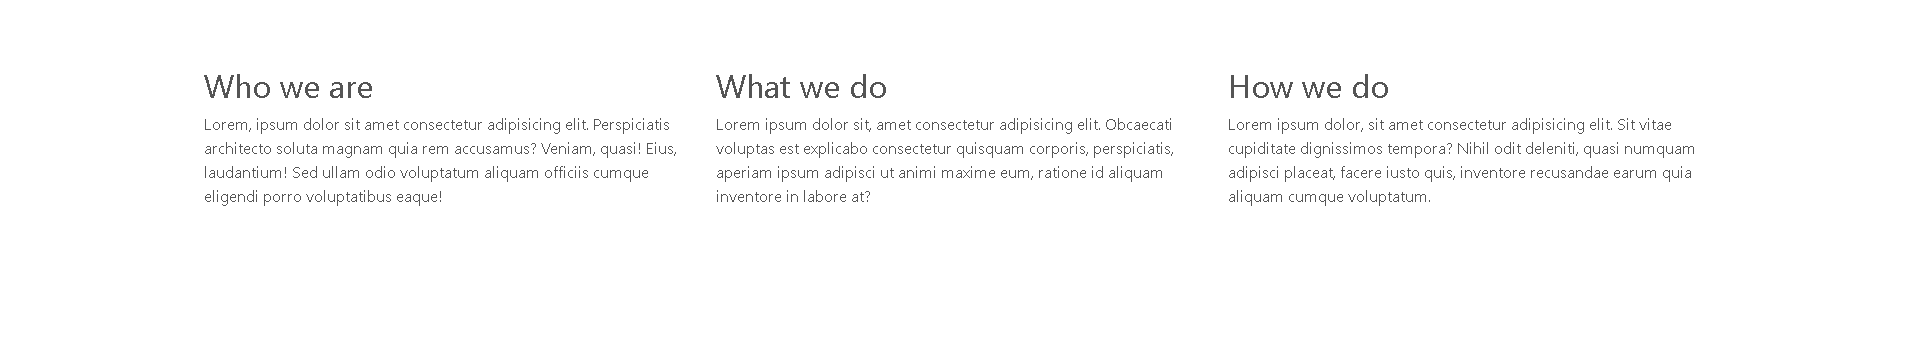 Who we are
Lorem, ipsum dolor sit amet consectetur adipisicing elit. Perspiciatis
architecto soluta magnam quia rem accusamus? Veniam, quasi! Eius,
laudantium! Sed ullam odio voluptatum aliquam officiis cumque
eligendi porro voluptatibus eaque!
What we do
Lorem ipsum dolor sit, amet consectetur adipisicing elit. Obcaecati
voluptas est explicabo consectetur quisquam corporis, perspiciatis,
aperiam ipsum adipisci ut animi maxime eum, ratione id aliquam
inventore in labore at?
How we do
Lorem ipsum dolor, sit amet consectetur adipisicing elit. Sit vitae
cupiditate dignissimos tempora? Nihil odit deleniti, quasi numquam
adipisci placeat, facere iusto quis, inventore recusandae earum quia
aliquam cumque voluptatum.